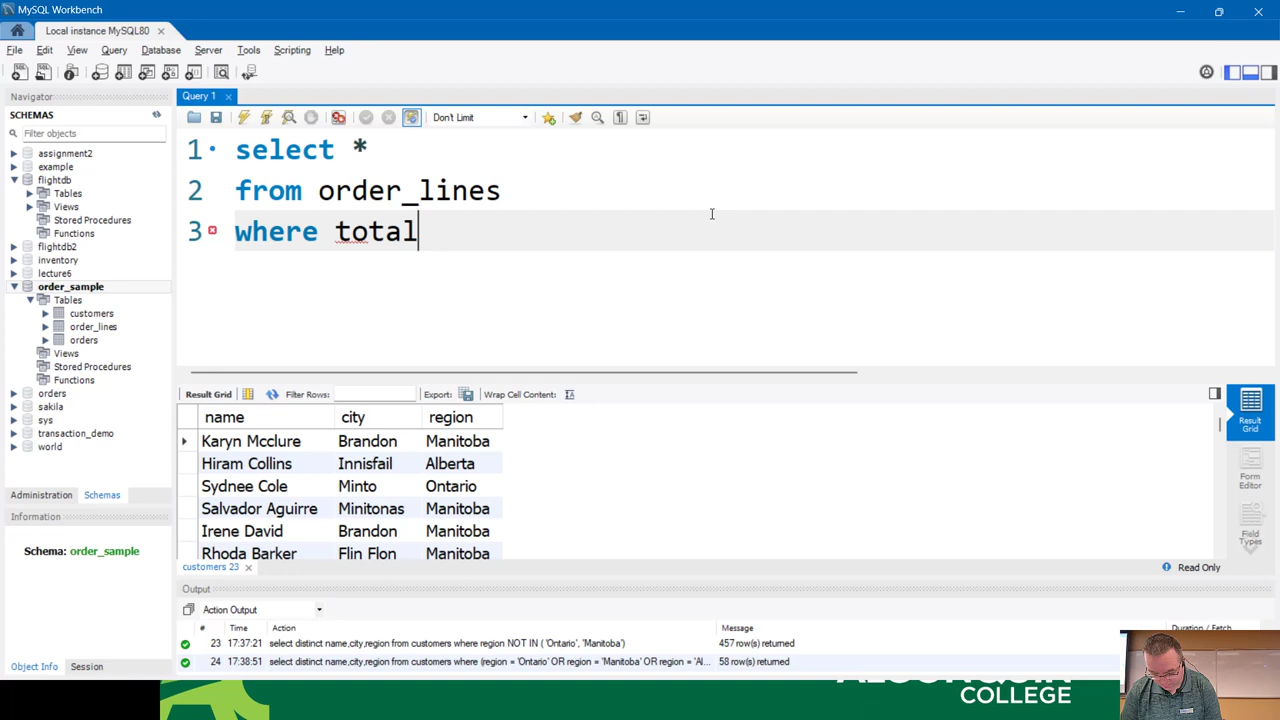 MySQL Workbench
Local instance MySQL80
File Edit View Query Database Server Tools Scripting Help
Navigator
SCHEMAS
Filter objects
assignment2
example
flightdb
Tables
Views
Stored Procedures
Functions
flightdb2
inventory
lecture6
order_sample
Tables
customers
order_lines
orders
Views
Stored Procedures
Functions
orders
sakila
sys
transaction_demo
world
Administration Schemas
Information
Schema: order_sample
Object Info Session
Query 1
Don't Limit
1 select *
2 from order_lines
3 where total
Result Grid Filter Rows: Export: Wrap Cell Content:
name city region
Karyn Mcclure Brandon Manitoba
Hiram Collins Innisfail Alberta
Sydnee Cole Minto Ontario
Salvador Aguirre Minitonas Manitoba
Irene David Brandon Manitoba
Rhoda Barker Flin Flon Manitoba
Result Grid
Form Editor
Field Types
customers 23
Read Only
Output
Action Output
# Time Action Message Duration / Fetch
23 17:37:21 select distinct name,city,region from customers where region NOT IN ( 'Ontario', 'Manitoba') 457 row(s) returned
24 17:38:51 select distinct name,city,region from customers where (region = 'Ontario' OR region = 'Manitoba' OR region = 'Al... 58 row(s) returned
COLLEGE